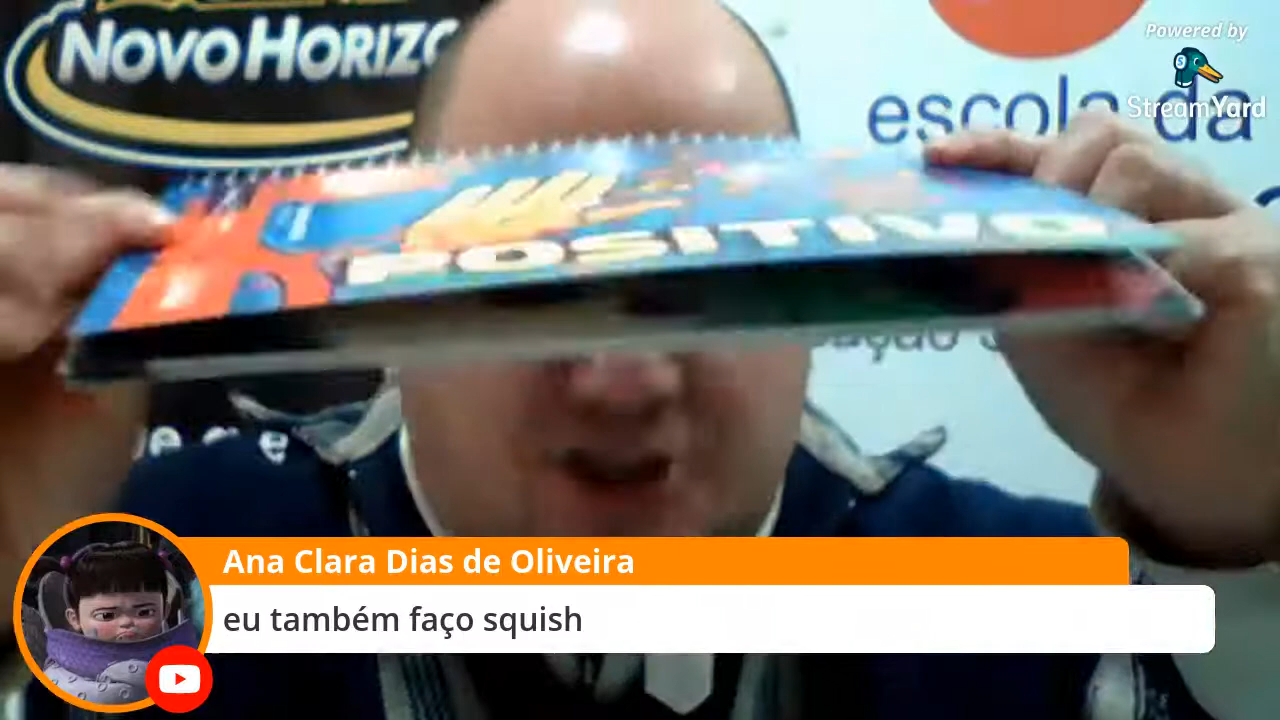 NOVO HORIZO
Powered by
StreamYard
escola da
POSITIVO
Ana Clara Dias de Oliveira
eu também faço squish